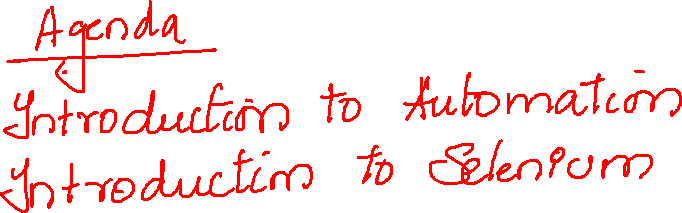 Agenda
Introduction to Automation
Introduction to Selenium